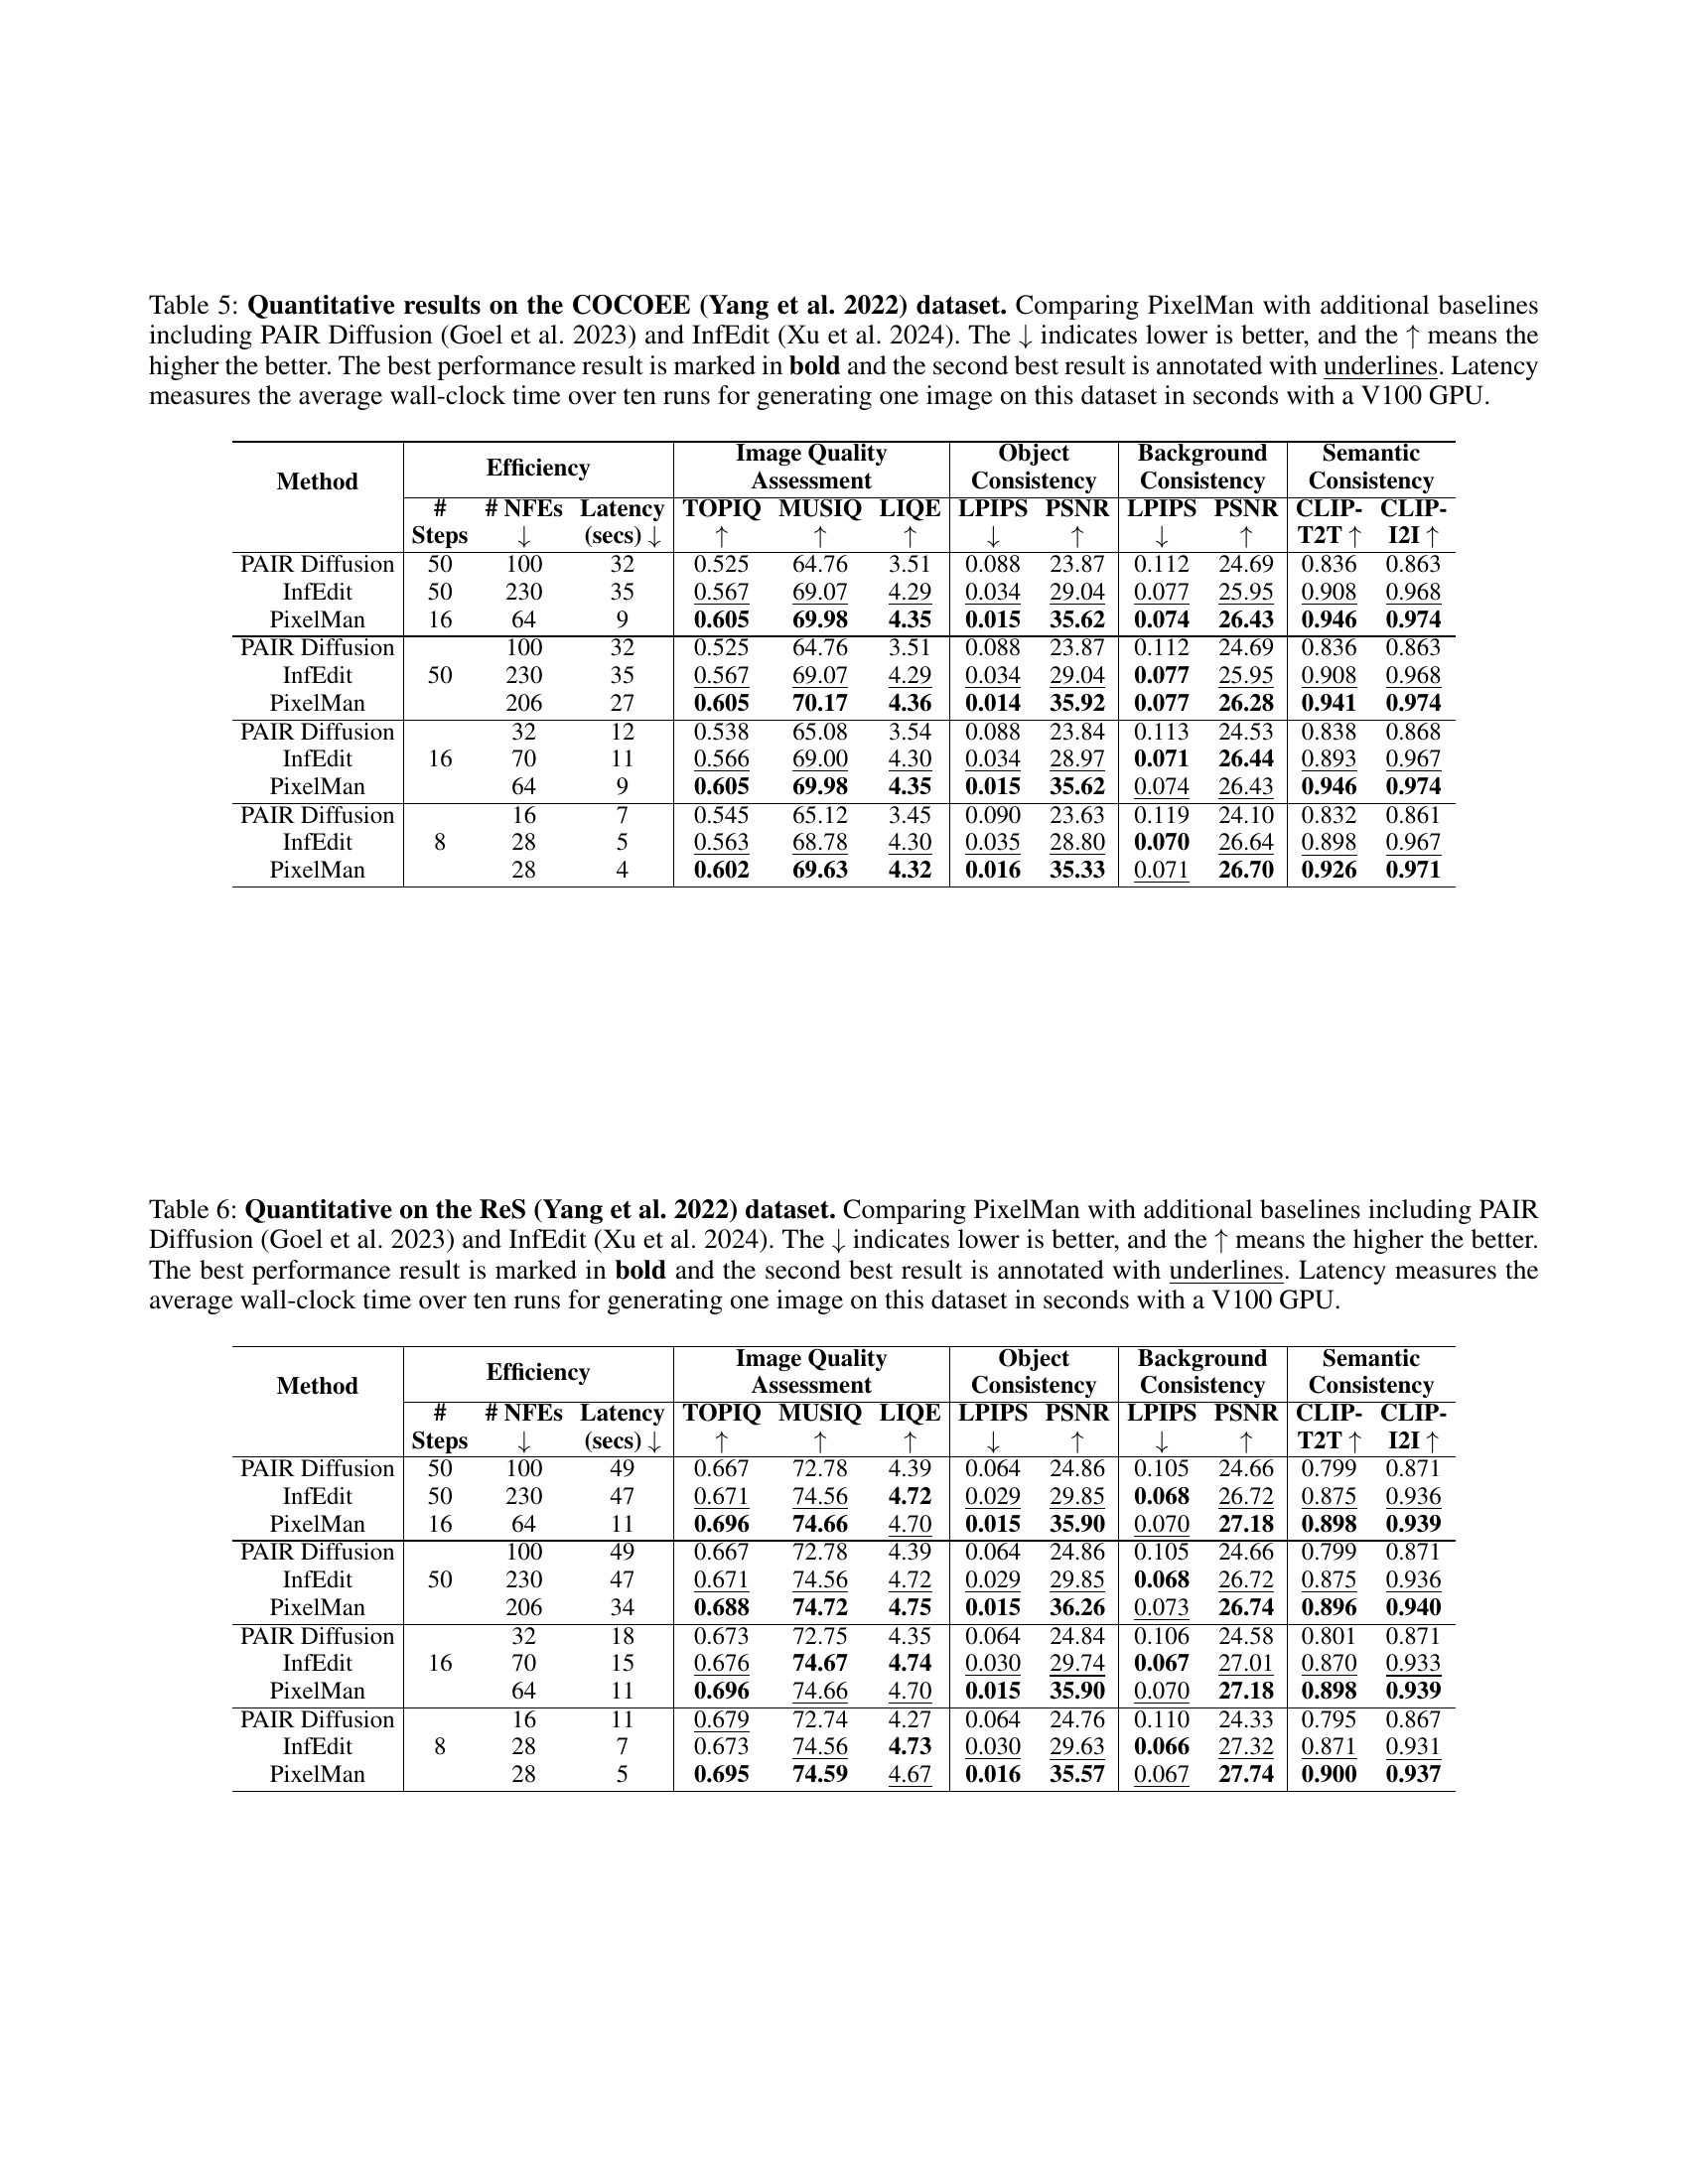 Table 5: Quantitative results on the COCOEE (Yang et al. 2022) dataset. Comparing PixelMan with additional baselines
including PAIR Diffusion (Goel et al. 2023) and InfEdit (Xu et al. 2024). The ↓ indicates lower is better, and the ↑ means the
higher the better. The best performance result is marked in bold and the second best result is annotated with underlines. Latency
measures the average wall-clock time over ten runs for generating one image on this dataset in seconds with a V100 GPU.
Method Efficiency Image Quality Assessment Object Consistency Background Consistency Semantic Consistency
# Steps # NFEs ↓ Latency (secs) ↓ TOPIQ ↑ MUSIQ ↑ LIQE ↑ LPIPS ↓ PSNR ↑ LPIPS ↓ PSNR ↑ CLIP-T2T ↑ CLIP-I2I ↑
PAIR Diffusion 50 100 32 0.525 64.76 3.51 0.088 23.87 0.112 24.69 0.836 0.863
InfEdit 50 230 35 0.567 69.07 4.29 0.034 29.04 0.077 25.95 0.908 0.968
PixelMan 16 64 9 0.605 69.98 4.35 0.015 35.62 0.074 26.43 0.946 0.974
PAIR Diffusion 100 32 0.525 64.76 3.51 0.088 23.87 0.112 24.69 0.836 0.863
InfEdit 50 230 35 0.567 69.07 4.29 0.034 29.04 0.077 25.95 0.908 0.968
PixelMan 206 27 0.605 70.17 4.36 0.014 35.92 0.077 26.28 0.941 0.974
PAIR Diffusion 32 12 0.538 65.08 3.54 0.088 23.84 0.113 24.53 0.838 0.868
InfEdit 16 70 11 0.566 69.00 4.30 0.034 28.97 0.071 26.44 0.893 0.967
PixelMan 64 9 0.605 69.98 4.35 0.015 35.62 0.074 26.43 0.946 0.974
PAIR Diffusion 16 7 0.545 65.12 3.45 0.090 23.63 0.119 24.10 0.832 0.861
InfEdit 8 28 5 0.563 68.78 4.30 0.035 28.80 0.070 26.64 0.898 0.967
PixelMan 28 4 0.602 69.63 4.32 0.016 35.33 0.071 26.70 0.926 0.971
Table 6: Quantitative on the ReS (Yang et al. 2022) dataset. Comparing PixelMan with additional baselines including PAIR
Diffusion (Goel et al. 2023) and InfEdit (Xu et al. 2024). The ↓ indicates lower is better, and the ↑ means the higher the better.
The best performance result is marked in bold and the second best result is annotated with underlines. Latency measures the
average wall-clock time over ten runs for generating one image on this dataset in seconds with a V100 GPU.
Method Efficiency Image Quality Assessment Object Consistency Background Consistency Semantic Consistency
# Steps # NFEs ↓ Latency (secs) ↓ TOPIQ ↑ MUSIQ ↑ LIQE ↑ LPIPS ↓ PSNR ↑ LPIPS ↓ PSNR ↑ CLIP-T2T ↑ CLIP-I2I ↑
PAIR Diffusion 50 100 49 0.667 72.78 4.39 0.064 24.86 0.105 24.66 0.799 0.871
InfEdit 50 230 47 0.671 74.56 4.72 0.029 29.85 0.068 26.72 0.875 0.936
PixelMan 16 64 11 0.696 74.66 4.70 0.015 35.90 0.070 27.18 0.898 0.939
PAIR Diffusion 100 49 0.667 72.78 4.39 0.064 24.86 0.105 24.66 0.799 0.871
InfEdit 50 230 47 0.671 74.56 4.72 0.029 29.85 0.068 26.72 0.875 0.936
PixelMan 206 34 0.688 74.72 4.75 0.015 36.26 0.073 26.74 0.896 0.940
PAIR Diffusion 32 18 0.673 72.75 4.35 0.064 24.84 0.106 24.58 0.801 0.871
InfEdit 16 70 15 0.676 74.67 4.74 0.030 29.74 0.067 27.01 0.870 0.933
PixelMan 64 11 0.696 74.66 4.70 0.015 35.90 0.070 27.18 0.898 0.939
PAIR Diffusion 16 11 0.679 72.74 4.27 0.064 24.76 0.110 24.33 0.795 0.867
InfEdit 8 28 7 0.673 74.56 4.73 0.030 29.63 0.066 27.32 0.871 0.931
PixelMan 28 5 0.695 74.59 4.67 0.016 35.57 0.067 27.74 0.900 0.937